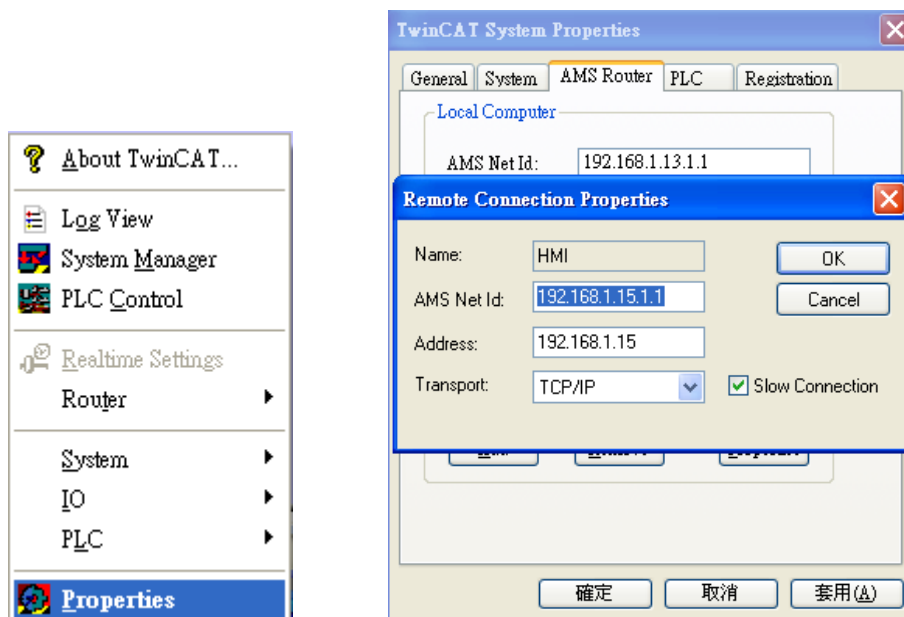 About TwinCAT...
Log View
System Manager
PLC Control
Realtime Settings
Router
System
IO
PLC
Properties
TwinCAT System Properties
General System AMS Router PLC Registration
Local Computer
AMS Net Id: 192.168.1.13.1.1
Remote Connection Properties
Name: HMI OK
AMS Net Id: 192.168.1.15.1.1 Cancel
Address: 192.168.1.15
Transport: TCP/IP Slow Connection
確定 取消 套用(A)